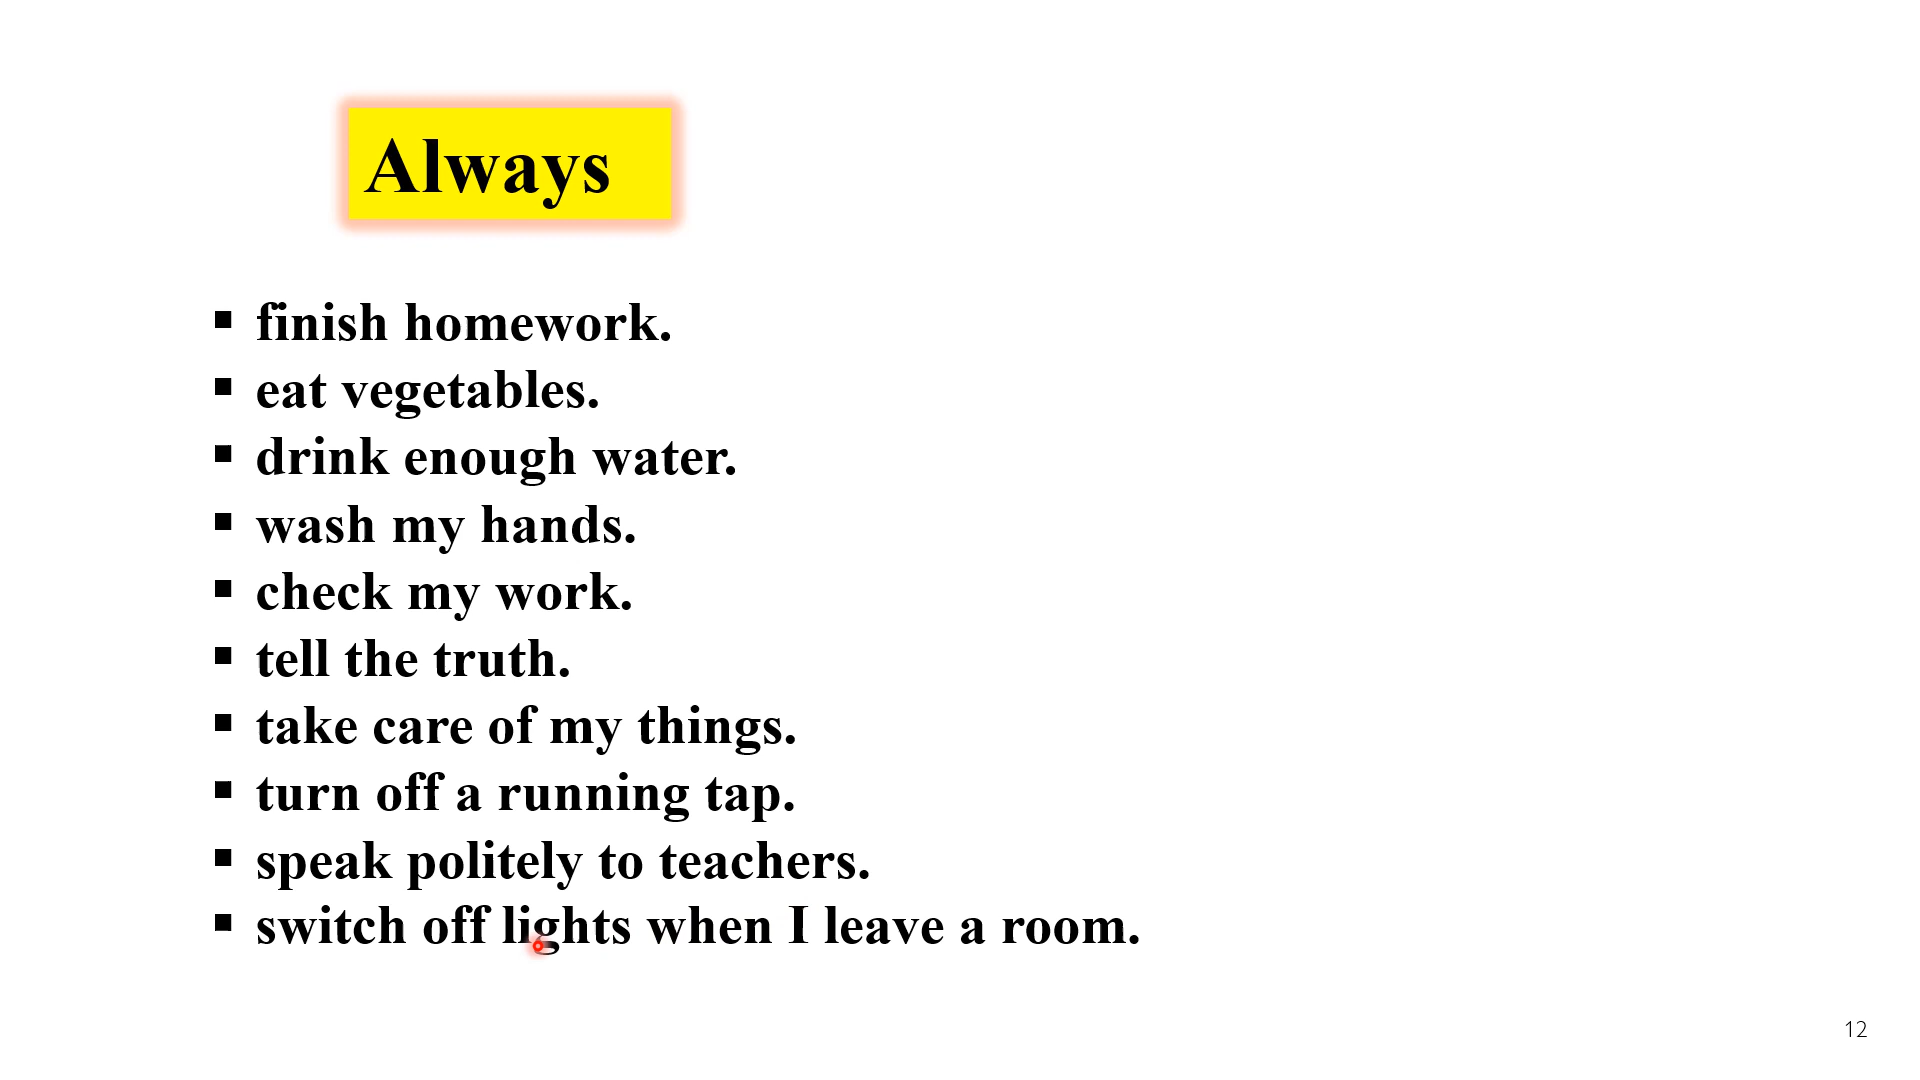 Always
▪ finish homework.
▪ eat vegetables.
▪ drink enough water.
▪ wash my hands.
▪ check my work.
▪ tell the truth.
▪ take care of my things.
▪ turn off a running tap.
▪ speak politely to teachers.
▪ switch off lights when I leave a room.
12